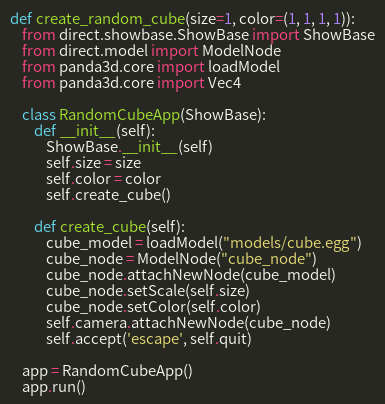 def create_random_cube(size=1, color=(1, 1, 1, 1)):
    from direct.showbase.ShowBase import ShowBase
    from direct.model import ModelNode
    from panda3d.core import loadModel
    from panda3d.core import Vec4

    class RandomCubeApp(ShowBase):
        def __init__(self):
            ShowBase.__init__(self)
            self.size = size
            self.color = color
            self.create_cube()

        def create_cube(self):
            cube_model = loadModel("models/cube.egg")
            cube_node = ModelNode("cube_node")
            cube_node.attachNewNode(cube_model)
            cube_node.setScale(self.size)
            cube_node.setColor(self.color)
            self.camera.attachNewNode(cube_node)
            self.accept('escape', self.quit)

    app = RandomCubeApp()
    app.run()